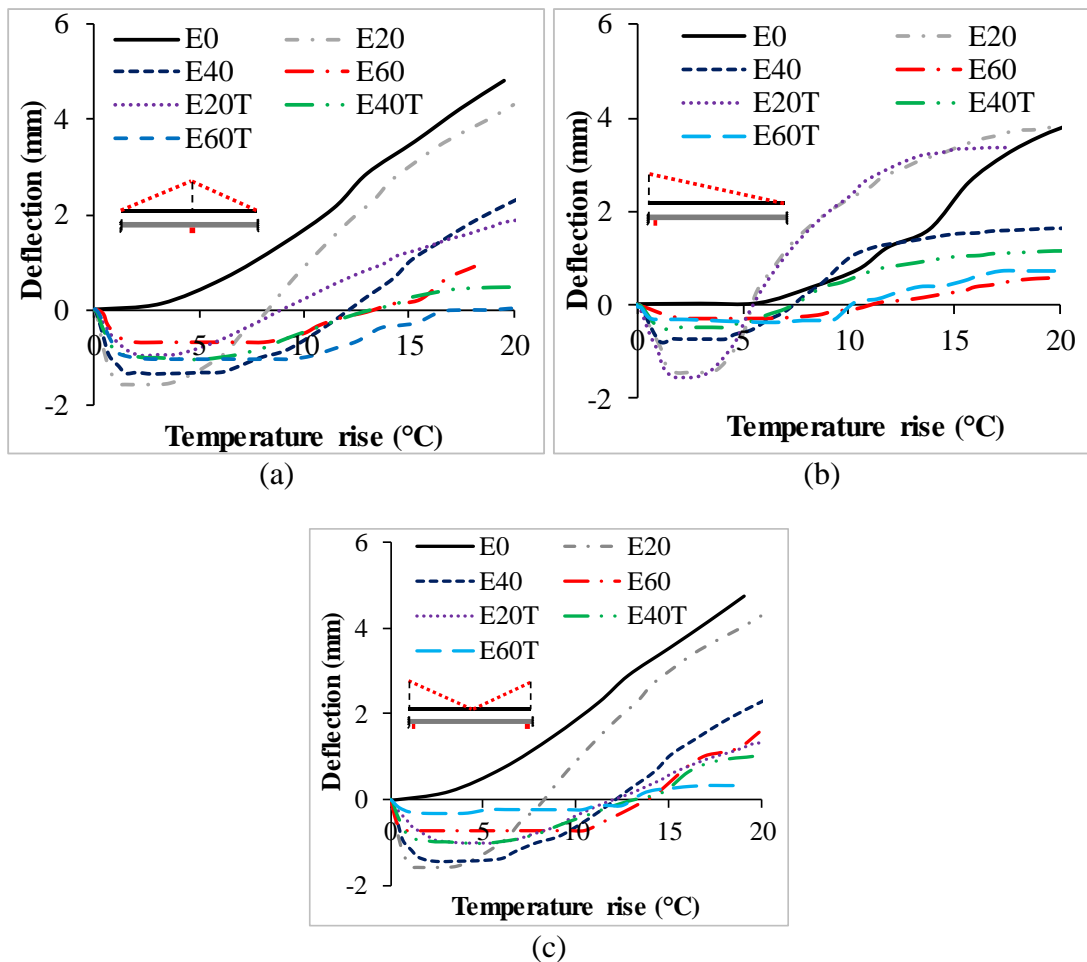 6
E0 E20
E40 E60
E20T E40T
E60T
4
2
0
-2
0 5 10 15 20
Deflection (mm)
Temperature rise (°C)
(a)
6
E0 E20
E40 E60
E20T E40T
E60T
4
2
0
-2
0 5 10 15 20
Deflection (mm)
Temperature rise (°C)
(b)
6
E0 E20
E40 E60
E20T E40T
E60T
4
2
0
-2
0 5 10 15 20
Deflection (mm)
Temperature rise (°C)
(c)